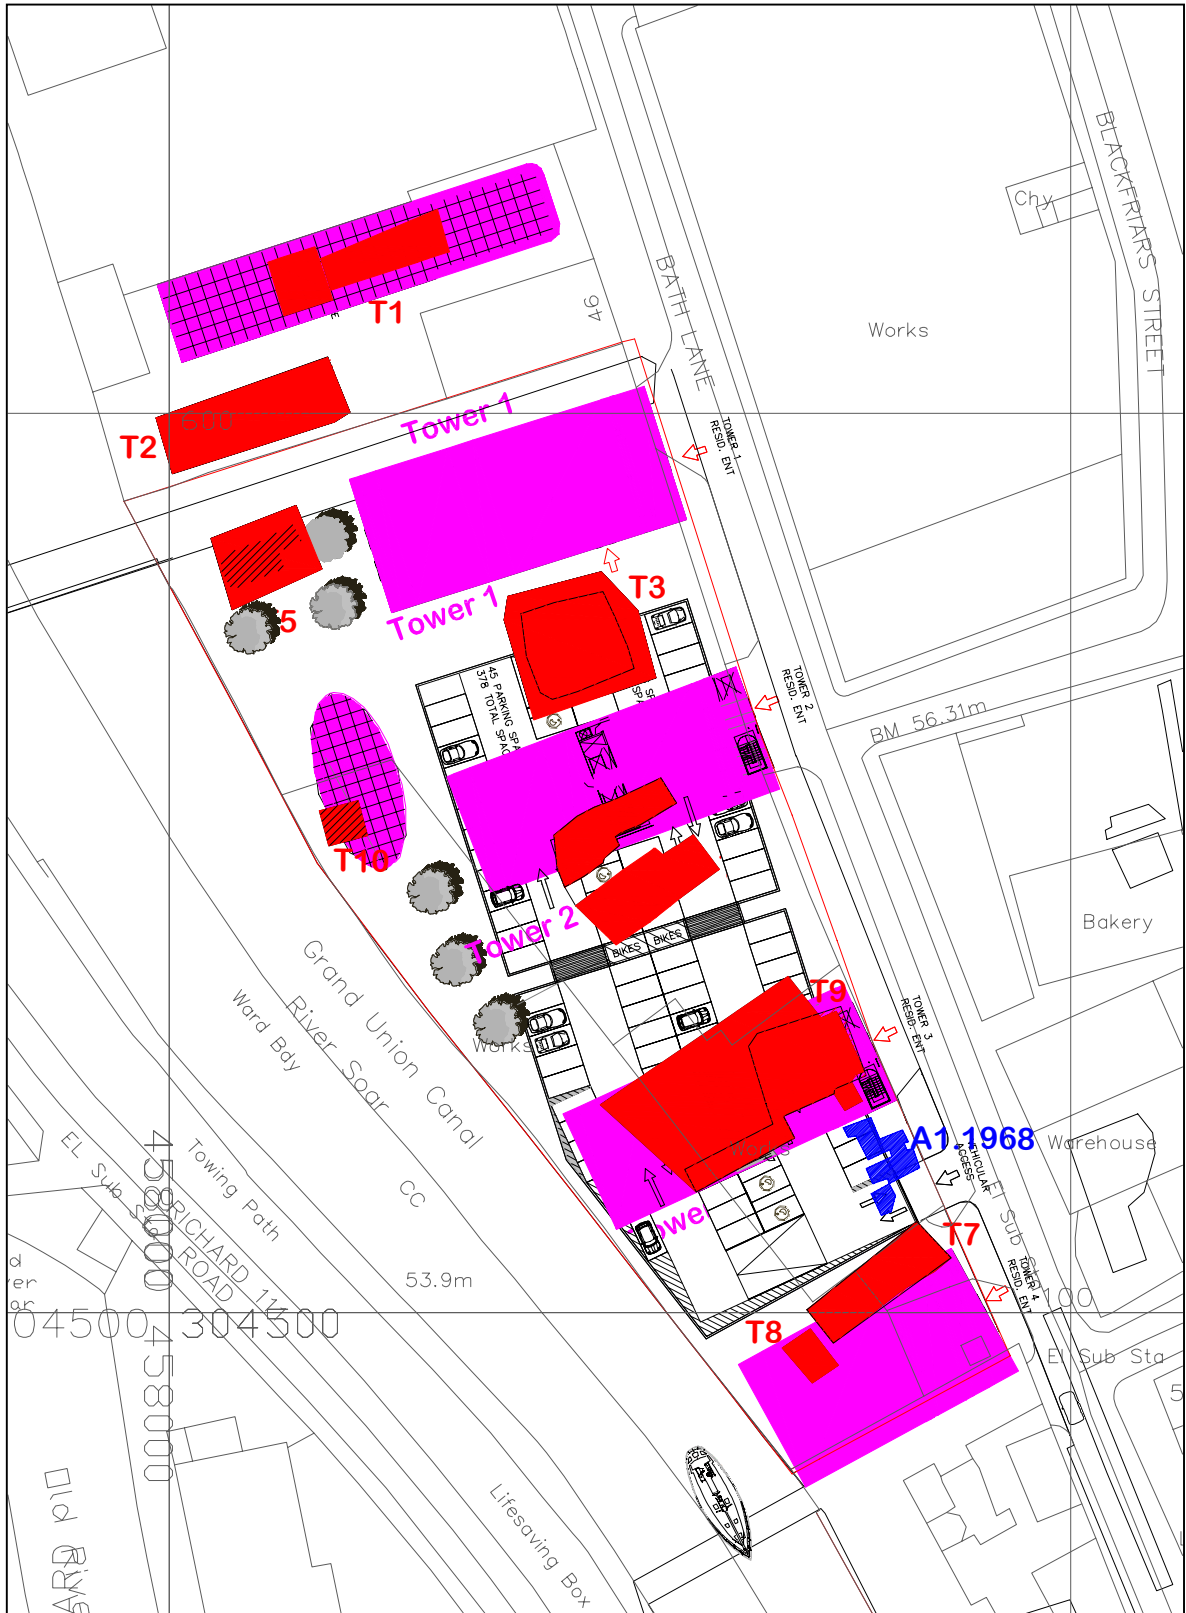 BLACKFRIARS STREET
Chy
BATH LANE
T1
46
Works
Tower 1
600
T2
TOWER 1
RESID. ENT
T3
Tower 1
5
45 PARKING
378 TOTAL
TOWER 2
RESID. ENT
BM 56.31m
T10
Bakery
Tower 2
BIKES
BIKES
Grand Union Canal
River Soar
Ward Bdy
T9
TOWER 3
RESID. ENT
Works
A1.1968
Warehouse
VEHICULAR
ACCESS
CC
Towing Path
El Sub Sta
RICHARD 111
ROAD
458000
T7
El Sub
TOWER 4
RESID. ENT
53.9m
100
04500
304500
T8
El Sub Sta
458000
Lifesaving Box